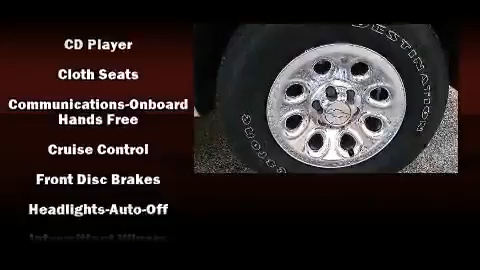 CD Player
Cloth Seats
Communications-Onboard
Hands Free
Cruise Control
Front Disc Brakes
Headlights-Auto-Off
DESTINATION